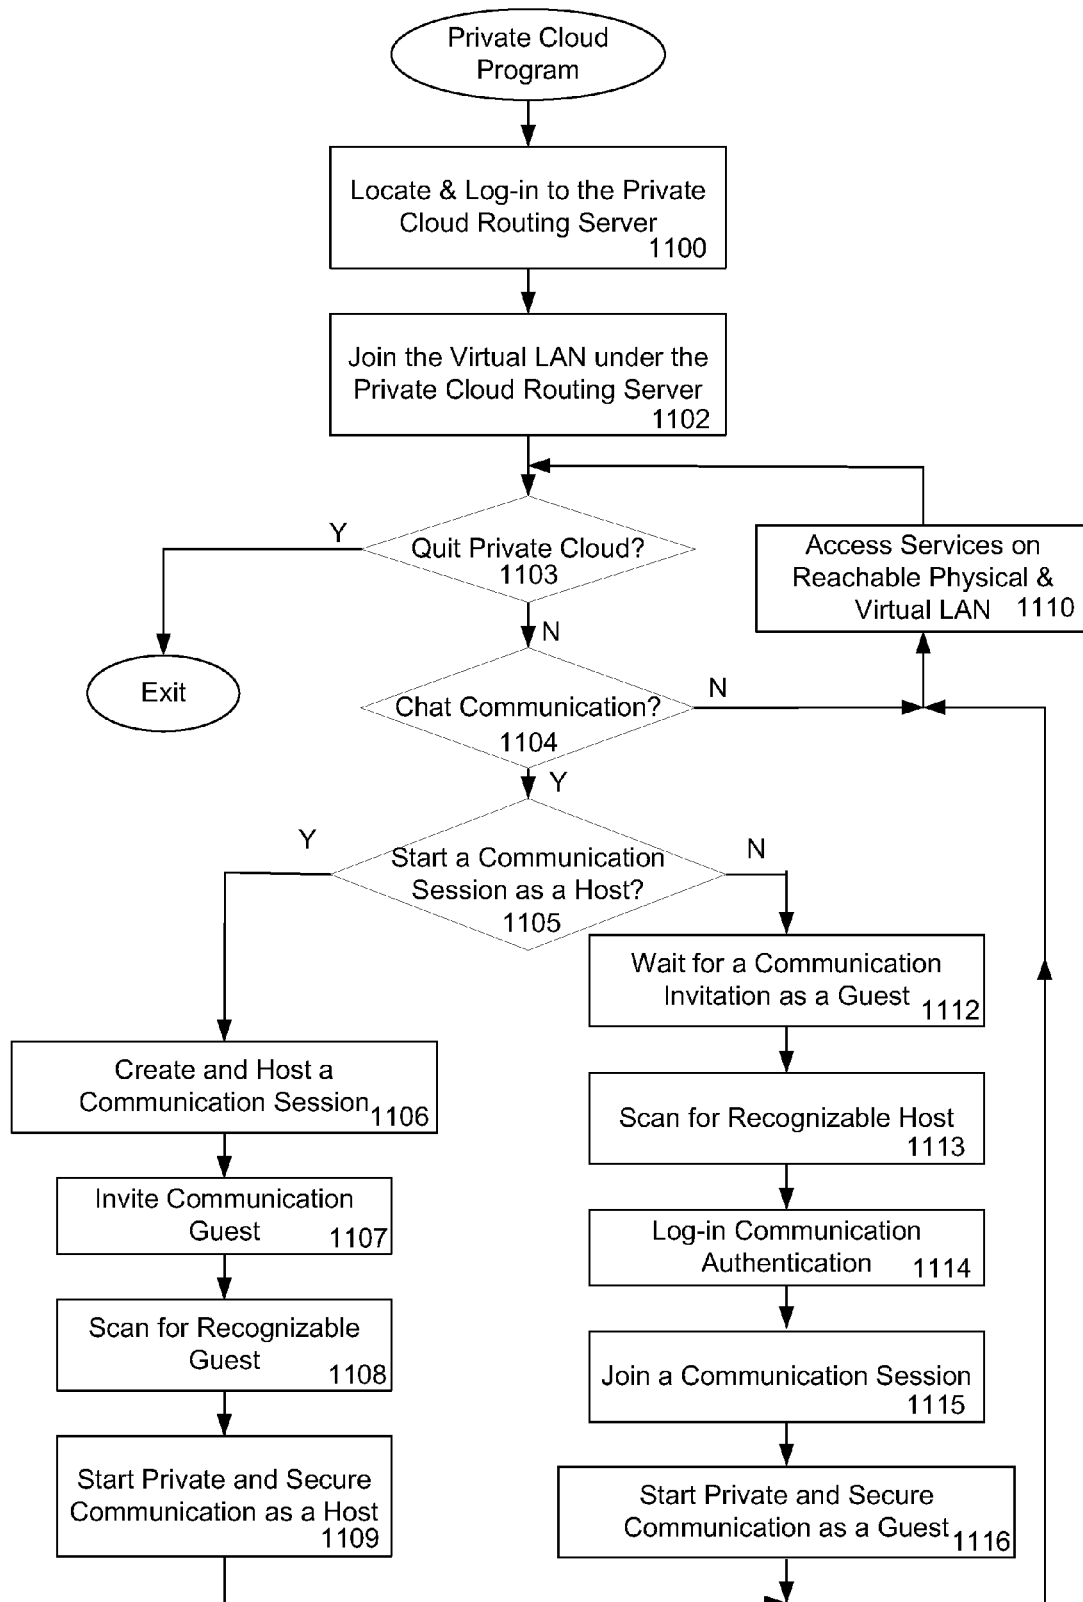 Private Cloud
Program
Locate & Log-in to the Private
Cloud Routing Server
1100
Join the Virtual LAN under the
Private Cloud Routing Server
1102
Y
Quit Private Cloud?
1103
N
Access Services on
Reachable Physical &
Virtual LAN 1110
Exit
Chat Communication?
1104
N
Y
Y
Start a Communication
Session as a Host?
1105
N
Create and Host a
Communication Session
1106
Invite Communication
Guest
1107
Scan for Recognizable
Guest
1108
Start Private and Secure
Communication as a Host
1109
Wait for a Communication
Invitation as a Guest
1112
Scan for Recognizable Host
1113
Log-in Communication
Authentication
1114
Join a Communication Session
1115
Start Private and Secure
Communication as a Guest
1116